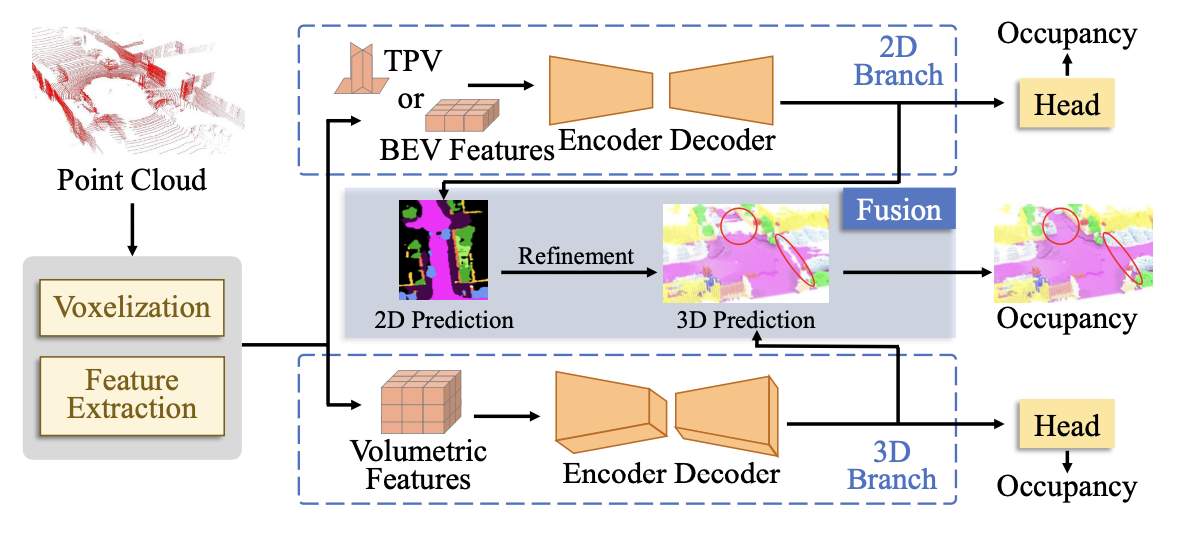 Point Cloud
Voxelization
Feature
Extraction
TPV
or
BEV Features
Encoder Decoder
2D
Branch
Head
Occupancy
Fusion
2D Prediction
Refinement
3D Prediction
Occupancy
Volumetric
Features
Encoder Decoder
3D
Branch
Head
Occupancy